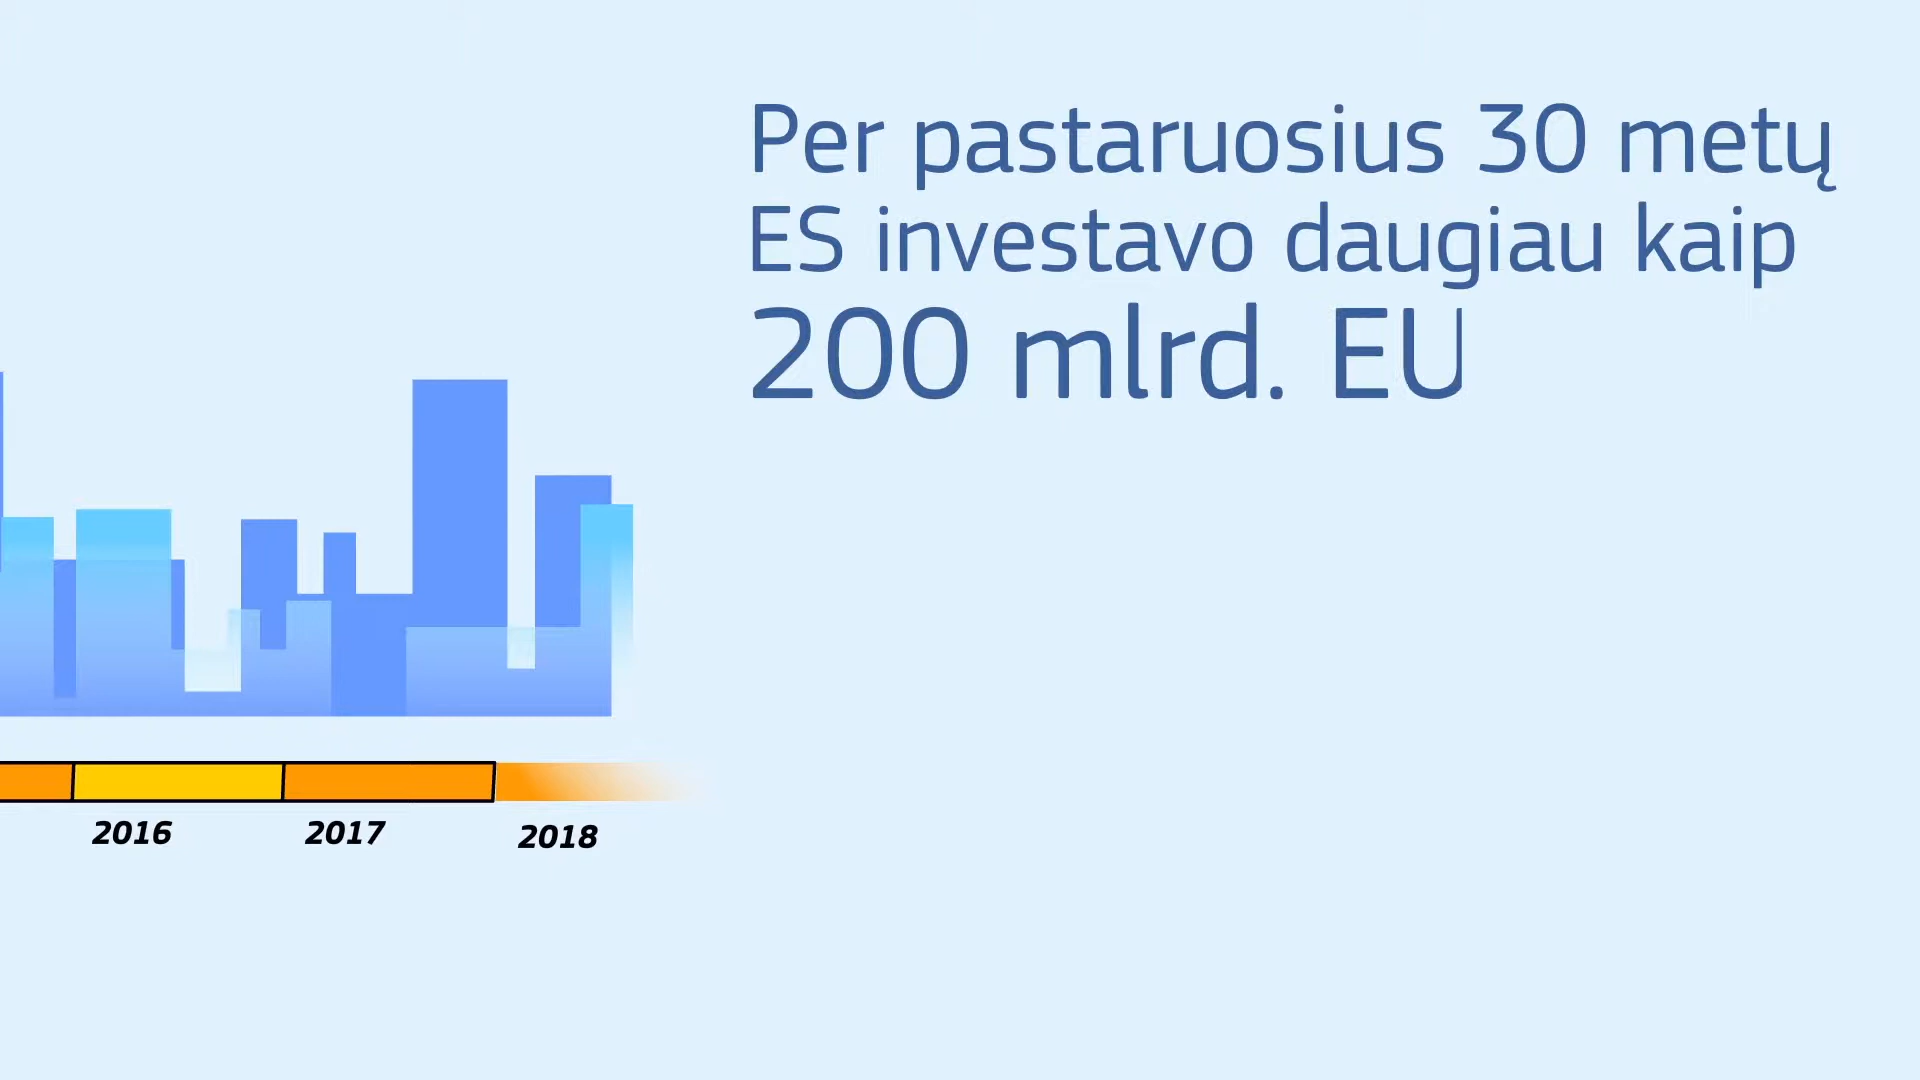 Per pastaruosius 30 metų
ES investavo daugiau kaip
200 mlrd. EU
2016
2017
2018